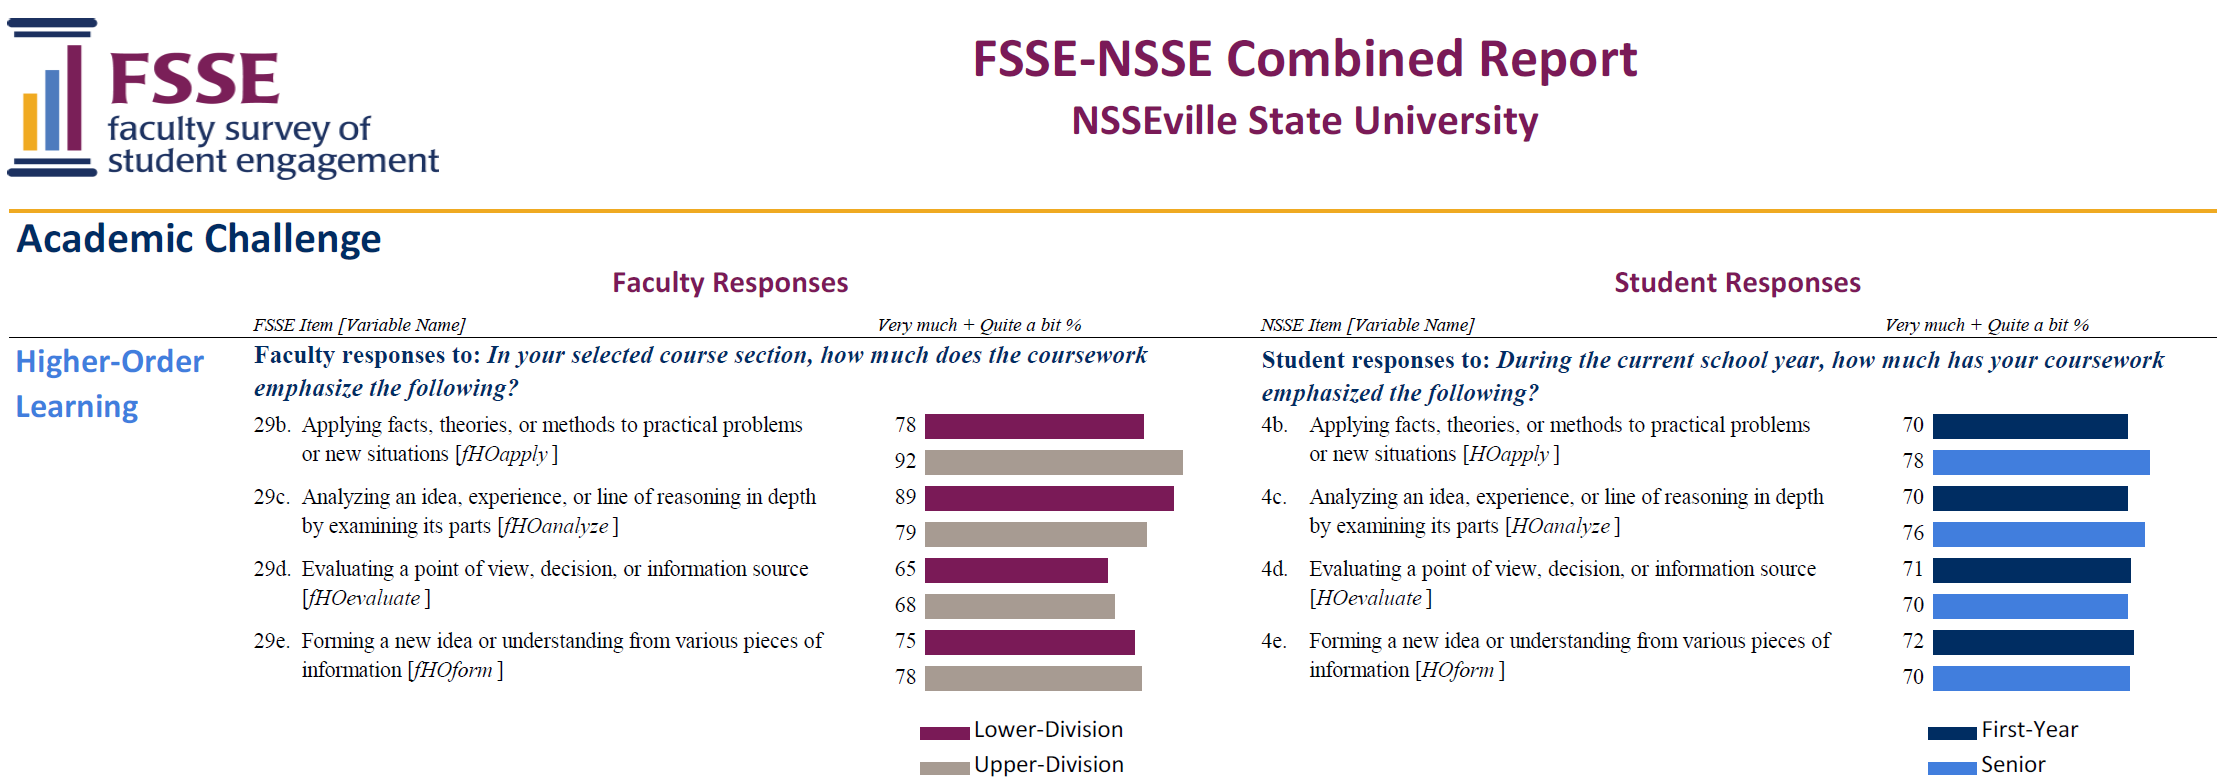 FSSE
faculty survey of
student engagement
FSSE-NSSE Combined Report
NSSEville State University
Academic Challenge
Faculty Responses
Student Responses
FSSE Item [Variable Name]
Very much + Quite a bit %
NSSE Item [Variable Name]
Very much + Quite a bit %
Higher-Order
Learning
Faculty responses to: In your selected course section, how much does the coursework
emphasize the following?
29b. Applying facts, theories, or methods to practical problems
or new situations [fHOapply ]
78
92
29c. Analyzing an idea, experience, or line of reasoning in depth
by examining its parts [fHOanalyze ]
89
79
29d. Evaluating a point of view, decision, or information source
[fHOevaluate ]
65
68
29e. Forming a new idea or understanding from various pieces of
information [fHOform ]
75
78
Lower-Division
Upper-Division
Student responses to: During the current school year, how much has your coursework
emphasized the following?
4b. Applying facts, theories, or methods to practical problems
or new situations [HOapply ]
70
78
4c. Analyzing an idea, experience, or line of reasoning in depth
by examining its parts [HOanalyze ]
70
76
4d. Evaluating a point of view, decision, or information source
[HOevaluate ]
71
70
4e. Forming a new idea or understanding from various pieces of
information [HOform ]
72
70
First-Year
Senior